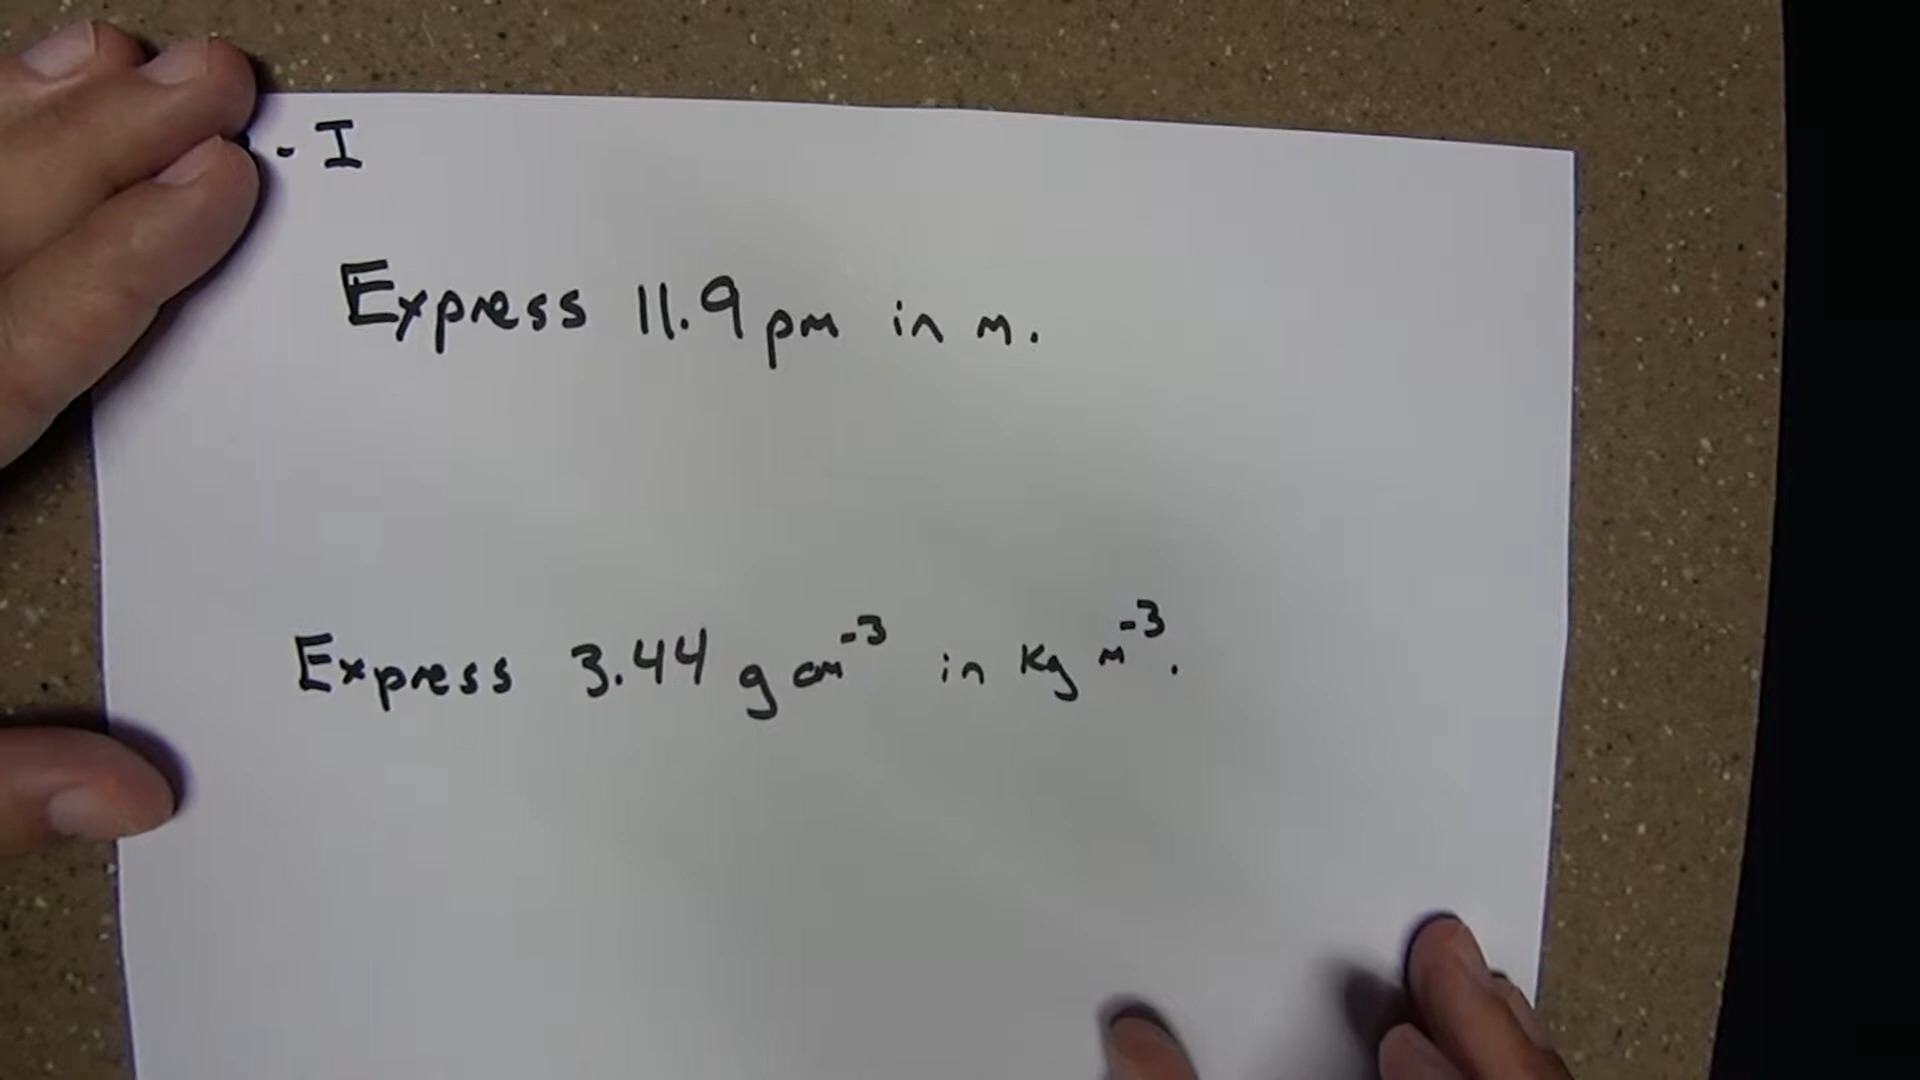 - I
Express 11.9 pm in m.
Express 3.44 g cm⁻³ in kg m⁻³.